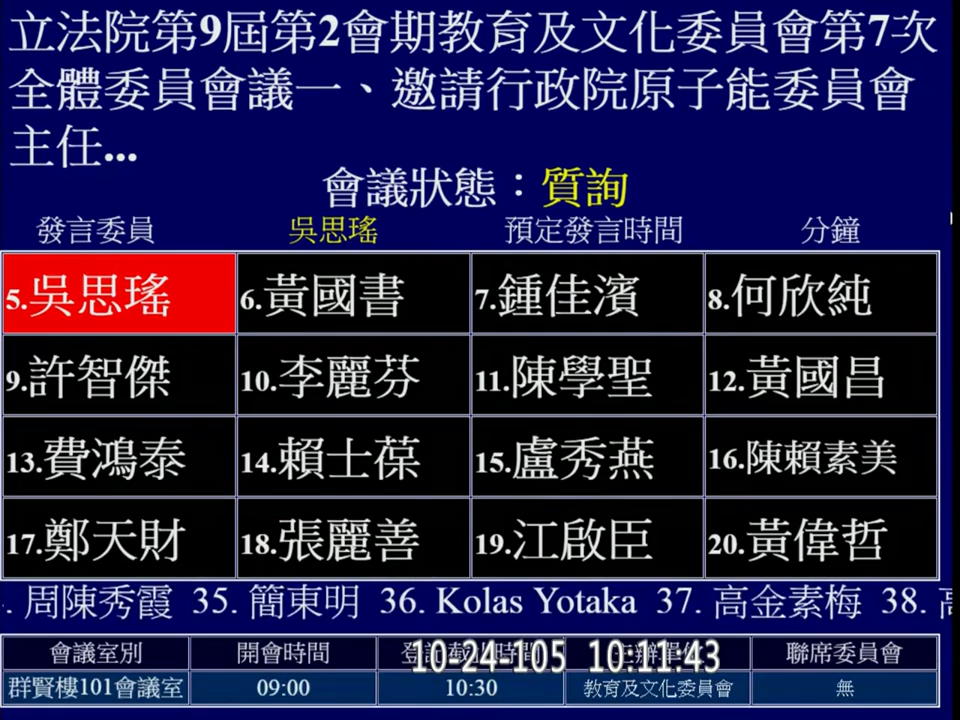 立法院第9屆第2會期教育及文化委員會第7次
全體委員會議一、邀請行政院原子能委員會
主任...
會議狀態：質詢
發言委員 吳思瑤 預定發言時間 分鐘
5.吳思瑤 6.黃國書 7.鍾佳濱 8.何欣純
9.許智傑 10.李麗芬 11.陳學聖 12.黃國昌
13.費鴻泰 14.賴士葆 15.盧秀燕 16.陳賴素美
17.鄭天財 18.張麗善 19.江啟臣 20.黃偉哲
. 周陳秀霞 35. 簡東明 36. Kolas Yotaka 37. 高金素梅 38.
會議室別 開會時間 10-24-105 10:11:43 聯席委員會
群賢樓101會議室 09:00 10:30 教育及文化委員會 無